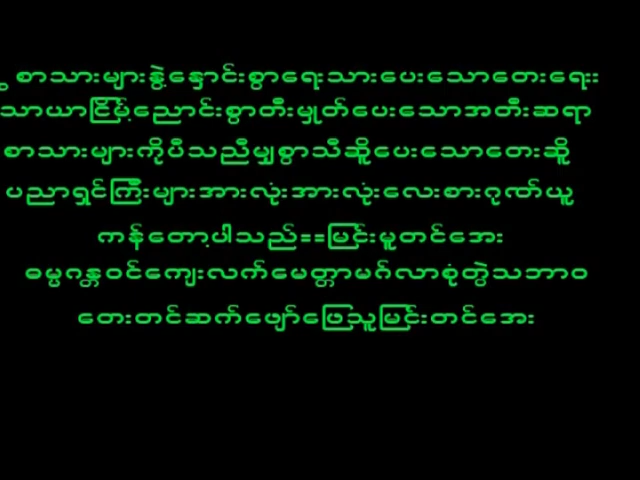 စာသားများနွဲ့နှောင်းစွာရေးသားပေးသောတေးရေး
သာယာငြိမ့်ညောင်းစွာတီးမှုတ်ပေးသောအတီးဆရာ
စာသားများကိုပီသညီမျှစွာသီဆိုပေးသောတေးဆို
ပညာရှင်ကြီးများအားလုံးအားလုံးလေးစားဂုဏ်ယူ
ကန်တော့ပါသည်==မြင်းမူတင်အေး
ဓမ္မဂန္တဝင်ကျေးလက်မေတ္တာမဂ်လာစုံတွဲသဘာဝ
တေးတင်ဆက်ဖျော်ဖြေသူမြင်းတင်အေး